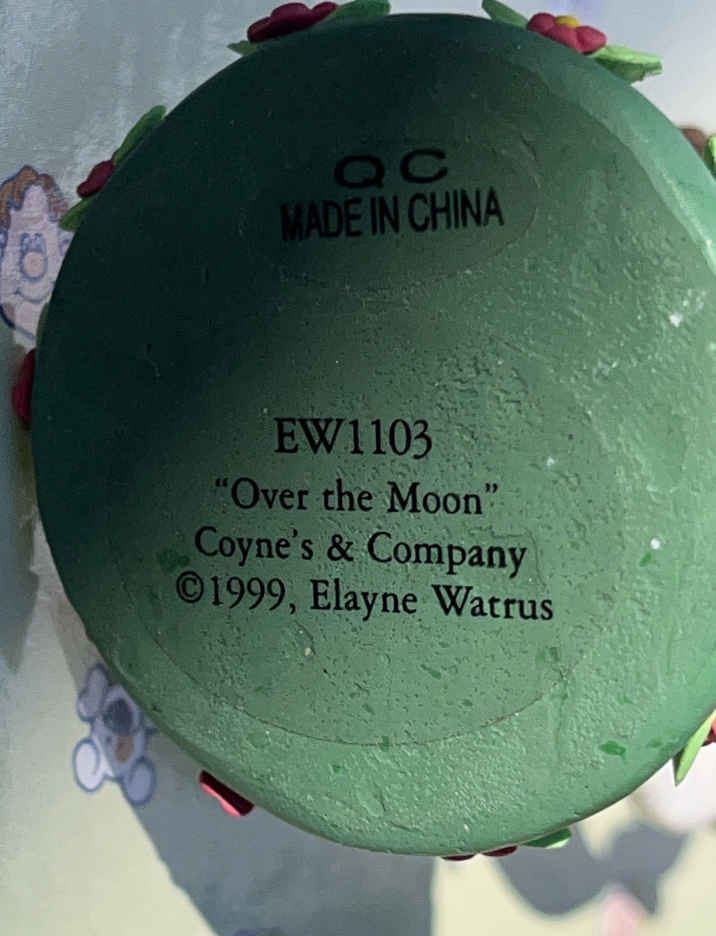 QC
MADE IN CHINA
EW1103
“Over the Moon”
Coyne's & Company
©1999, Elayne Watrus